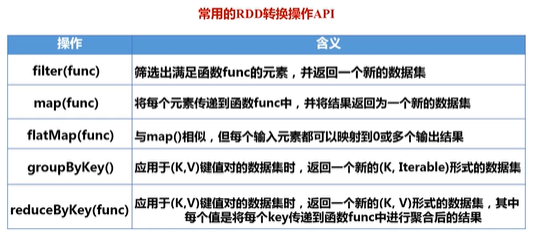 常用的RDD转换操作API
操作
含义
filter(func)
筛选出满足函数func的元素，并返回一个新的数据集
map(func)
将每个元素传递到函数func中，并将结果返回为一个新的数据集
flatMap(func)
与map()相似，但每个输入元素都可以映射到0或多个输出结果
groupByKey()
应用于(K,V)键值对的数据集时，返回一个新的(K, Iterable)形式的数据集
reduceByKey(func)
应用于(K,V)键值对的数据集时，返回一个新的(K, V)形式的数据集，其中
每个值是将每个key传递到函数func中进行聚合后的结果